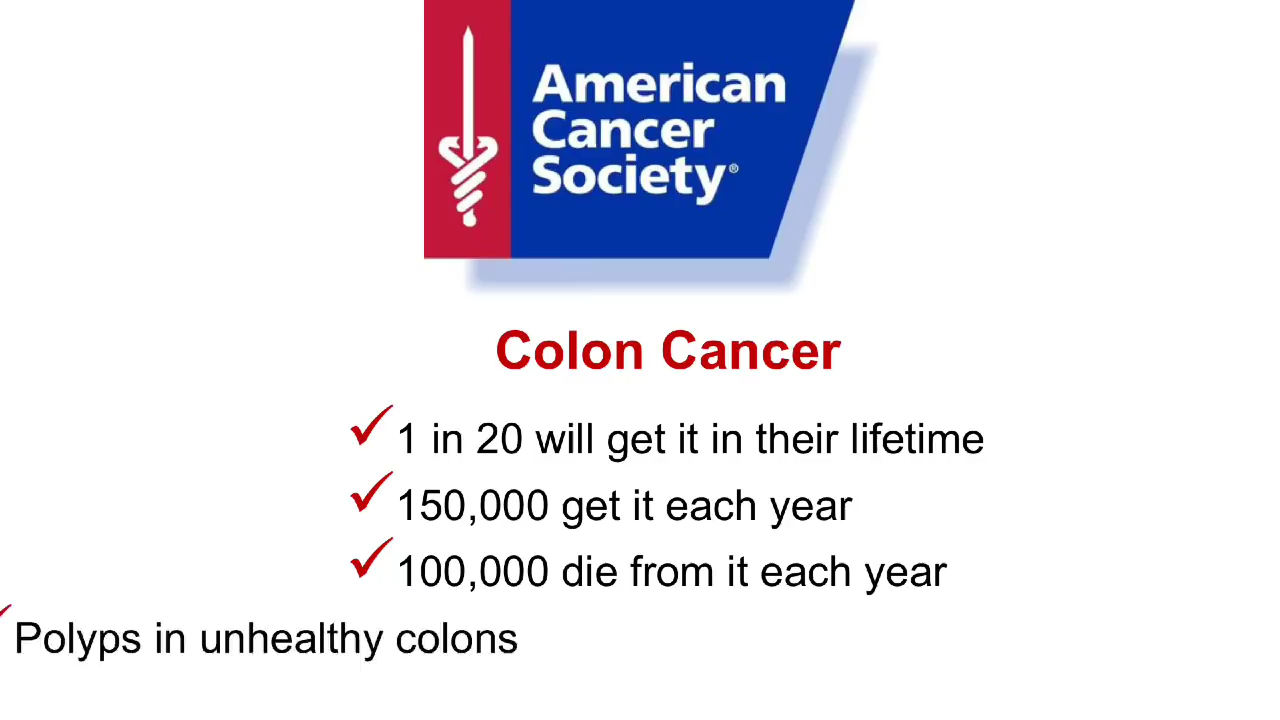 American
Cancer
Society®
Colon Cancer
✓1 in 20 will get it in their lifetime
✓150,000 get it each year
✓100,000 die from it each year
✓Polyps in unhealthy colons